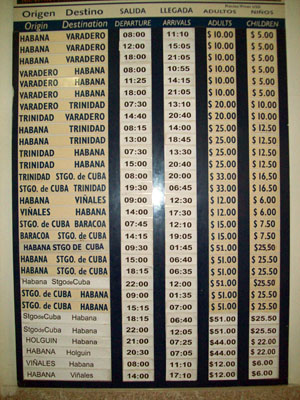 Origen Destino SALIDA LLEGADA ADULTOS NIÑOS
Origin Destination DEPARTURE ARRIVALS ADULTS CHILDREN
HABANA VARADERO 08:00 11:10 $ 10.00 $ 5.00
HABANA VARADERO 12:00 15:05 $ 10.00 $ 5.00
HABANA VARADERO 18:00 21:05 $ 10.00 $ 5.00
VARADERO HABANA 08:00 10:55 $ 10.00 $ 5.00
VARADERO HABANA 11:25 14:15 $ 10.00 $ 5.00
VARADERO HABANA 18:00 21:05 $ 10.00 $ 5.00
VARADERO TRINIDAD 07:30 13:10 $ 20.00 $ 10.00
TRINIDAD VARADERO 14:40 20:40 $ 20.00 $ 10.00
HABANA TRINIDAD 08:15 14:00 $ 25.00 $ 12.50
HABANA TRINIDAD 13:00 18:35 $ 25.00 $ 12.50
TRINIDAD HABANA 07:30 13:30 $ 25.00 $ 12.50
TRINIDAD HABANA 15:00 20:40 $ 25.00 $ 12.50
TRINIDAD STGO. de CUBA 08:00 20:00 $ 33.00 $ 16.50
STGO. de CUBA TRINIDAD 19:30 06:45 $ 33.00 $ 16.50
HABANA VIÑALES 09:00 12:30 $ 12.00 $ 6.00
VIÑALES HABANA 14:00 17:30 $ 12.00 $ 6.00
STGO. de CUBA BARACOA 07:45 12:10 $ 15.00 $ 7.50
BARACOA STGO. de CUBA 14:15 19:05 $ 15.00 $ 7.50
HABANA STGO DE CUBA 09:30 01:45 $51.00 $25.50
HABANA STGO. de CUBA 18:15 06:35 $ 51.00 $ 25.50
Habana StgodeCuba 22:00 12:00 $51.00 $25.50
STGO. de CUBA HABANA 09:00 01:35 $ 51.00 $ 25.50
STGO. de CUBA HABANA 15:15 05:15 $ 51.00 $ 25.50
StgodeCuba Habana 18:15 06:40 $51.00 $25.50
StgodeCuba Habana 22:00 12:05 $51.00 $25.50
HOLGUIN HABANA 21:00 07:25 $44.00 $ 22.00
HABANA Holguin 20:30 07:05 $44.00 $ 22.00
VIÑALES Habana 08:00 11:10 $12.00 $6.00
HABANA Viñales 14:00 17:10 $12.00 $6.00